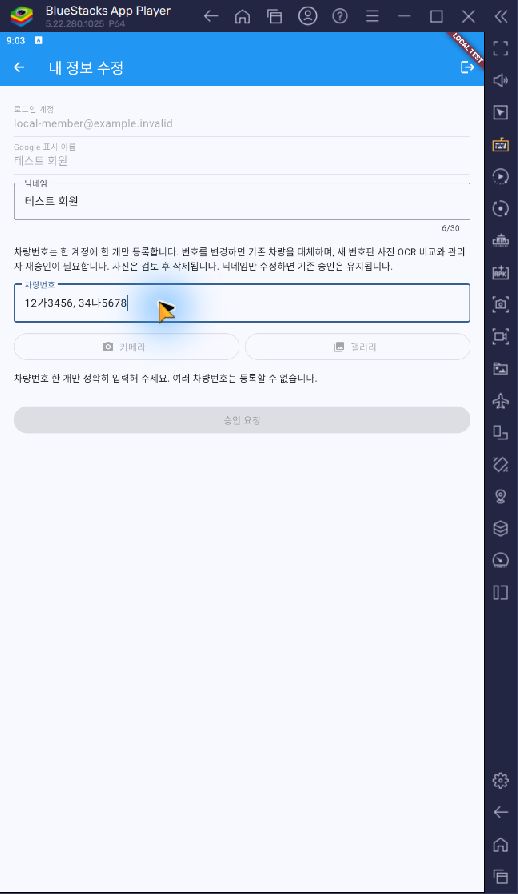 BlueStacks App Player
5.22.280.1025 P64
9:03
LOCAL TEST
내 정보 수정
로그인 계정
local-member@example.invalid
Google 표시 이름
테스트 회원
닉네임
테스트 회원
6/30
차량번호는 한 계정에 한 개만 등록합니다. 번호를 변경하면 기존 차량을 대체하며, 새 번호판 사진 OCR 비교와 관리
자 재승인이 필요합니다. 사진은 검토 후 삭제됩니다. 닉네임만 수정하면 기존 승인은 유지됩니다.
차량번호
12가3456, 34나5678
카메라
갤러리
차량번호 한 개만 정확히 입력해 주세요. 여러 차량번호는 등록할 수 없습니다.
승인 요청